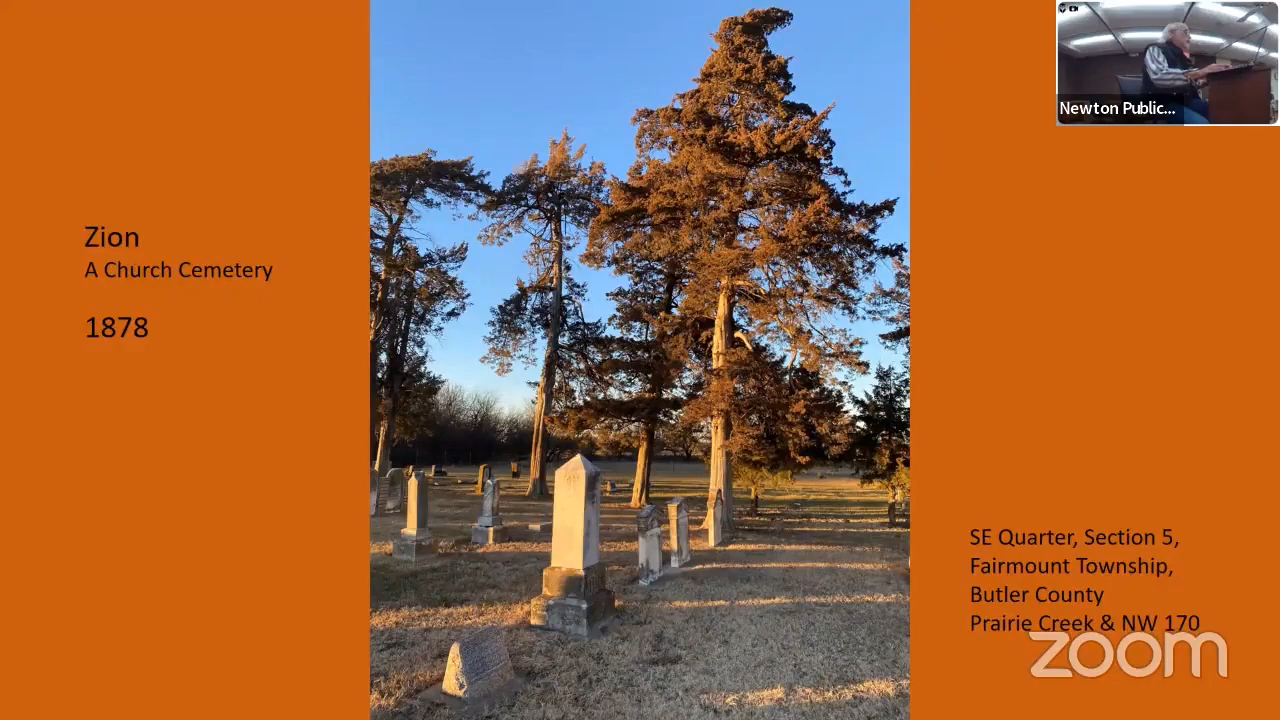 Newton Public...
Zion
A Church Cemetery
1878
SE Quarter, Section 5,
Fairmount Township,
Butler County
Prairie Creek & NW 170
zoom